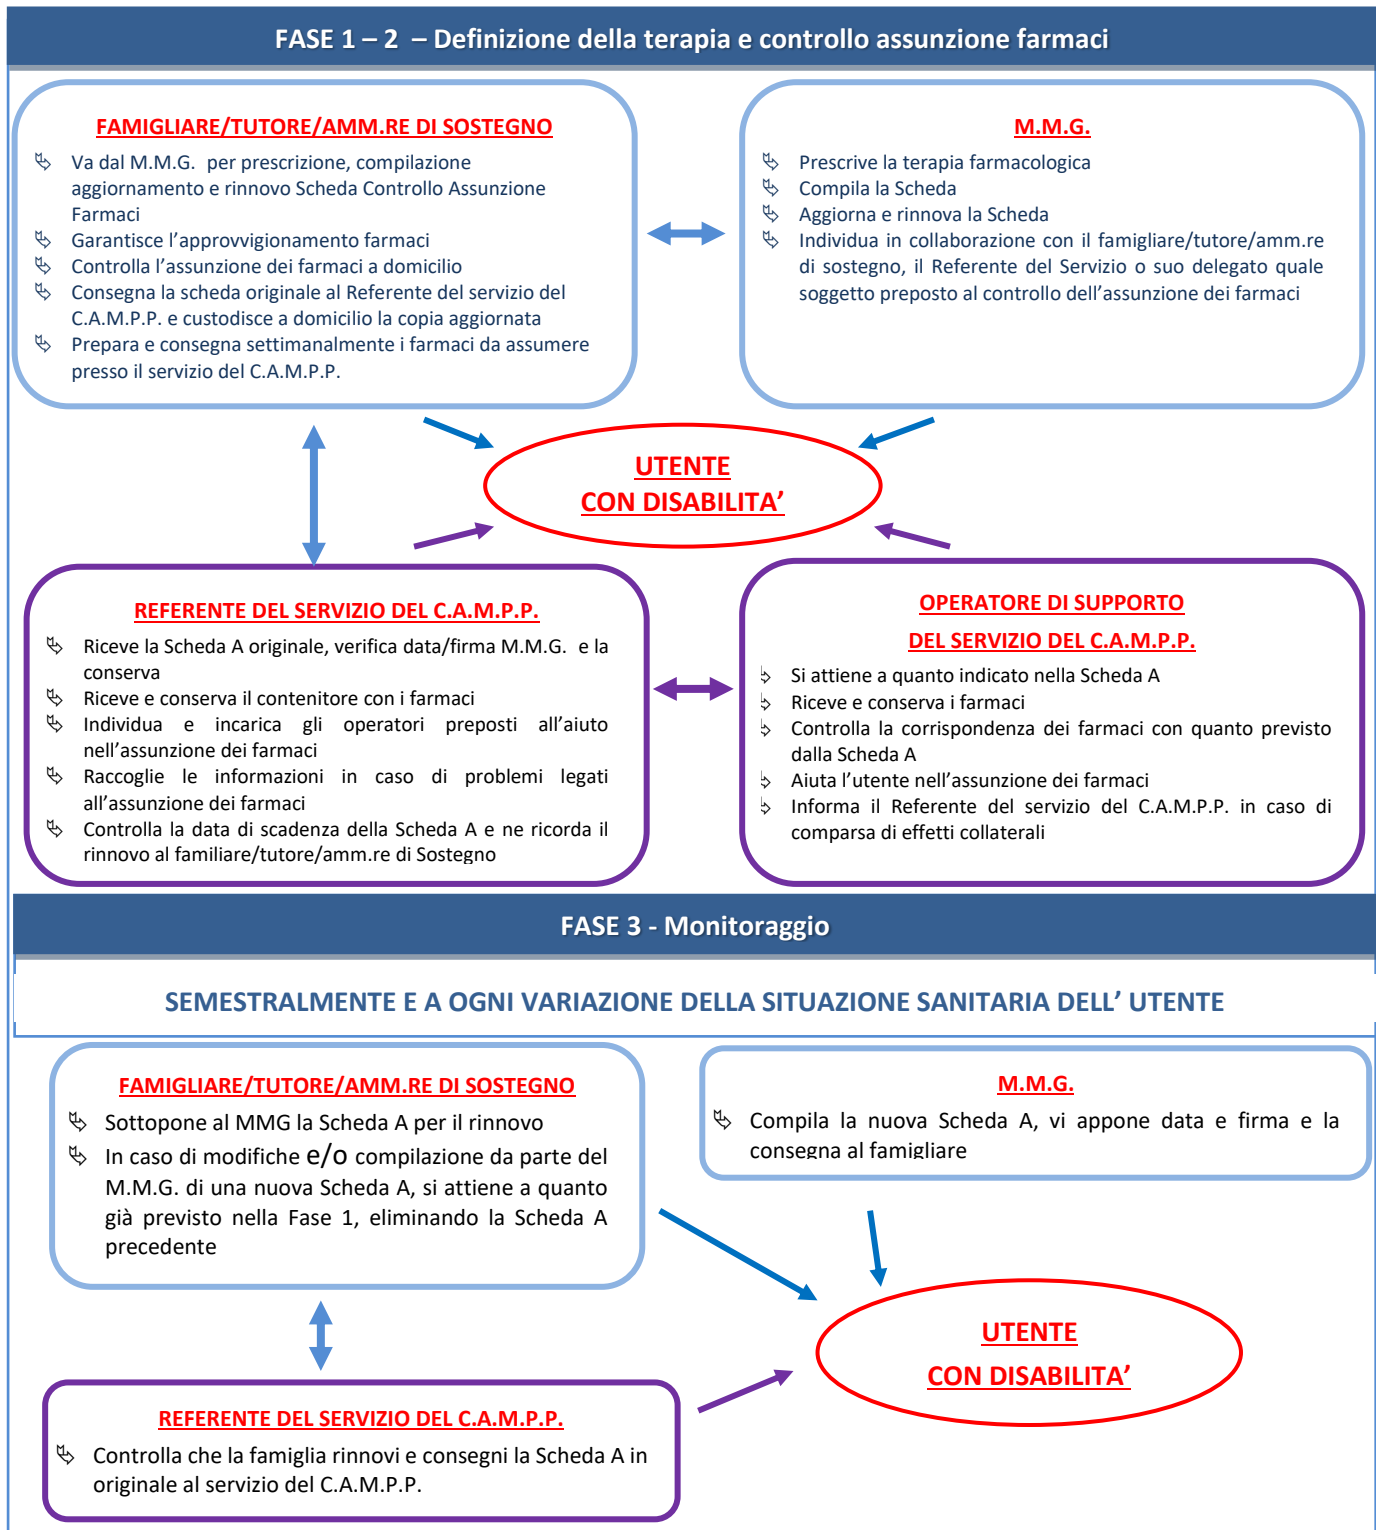 FASE 1 – 2 – Definizione della terapia e controllo assunzione farmaci
FAMIGLIARE/TUTORE/AMM.RE DI SOSTEGNO
Va dal M.M.G. per prescrizione, compilazione
aggiornamento e rinnovo Scheda Controllo Assunzione
Farmaci
Garantisce l'approvvigionamento farmaci
Controlla l'assunzione dei farmaci a domicilio
Consegna la scheda originale al Referente del servizio del
C.A.M.P.P. e custodisce a domicilio la copia aggiornata
Prepara e consegna settimanalmente i farmaci da assumere
presso il servizio del C.A.M.P.P.
M.M.G.
Prescrive la terapia farmacologica
Compila la Scheda
Aggiorna e rinnova la Scheda
Individua in collaborazione con il famigliare/tutore/amm.re
di sostegno, il Referente del Servizio o suo delegato quale
soggetto preposto al controllo dell'assunzione dei farmaci
UTENTE
CON DISABILITA'
REFERENTE DEL SERVIZIO DEL C.A.M.P.P.
Riceve la Scheda A originale, verifica data/firma M.M.G. e la
conserva
Riceve e conserva il contenitore con i farmaci
Individua e incarica gli operatori preposti all'aiuto
nell'assunzione dei farmaci
Raccoglie le informazioni in caso di problemi legati
all'assunzione dei farmaci
Controlla la data di scadenza della Scheda A e ne ricorda il
rinnovo al familiare/tutore/amm.re di Sostegno
OPERATORE DI SUPPORTO
DEL SERVIZIO DEL C.A.M.P.P.
Si attiene a quanto indicato nella Scheda A
Riceve e conserva i farmaci
Controlla la corrispondenza dei farmaci con quanto previsto
dalla Scheda A
Aiuta l'utente nell'assunzione dei farmaci
Informa il Referente del servizio del C.A.M.P.P. in caso di
comparsa di effetti collaterali
FASE 3 - Monitoraggio
SEMESTRALMENTE E A OGNI VARIAZIONE DELLA SITUAZIONE SANITARIA DELL' UTENTE
FAMIGLIARE/TUTORE/AMM.RE DI SOSTEGNO
Sottopone al MMG la Scheda A per il rinnovo
In caso di modifiche e/o compilazione da parte del
M.M.G. di una nuova Scheda A, si attiene a quanto
già previsto nella Fase 1, eliminando la Scheda A
precedente
M.M.G.
Compila la nuova Scheda A, vi appone data e firma e la
consegna al famigliare
UTENTE
CON DISABILITA'
REFERENTE DEL SERVIZIO DEL C.A.M.P.P.
Controlla che la famiglia rinnovi e consegni la Scheda A in
originale al servizio del C.A.M.P.P.